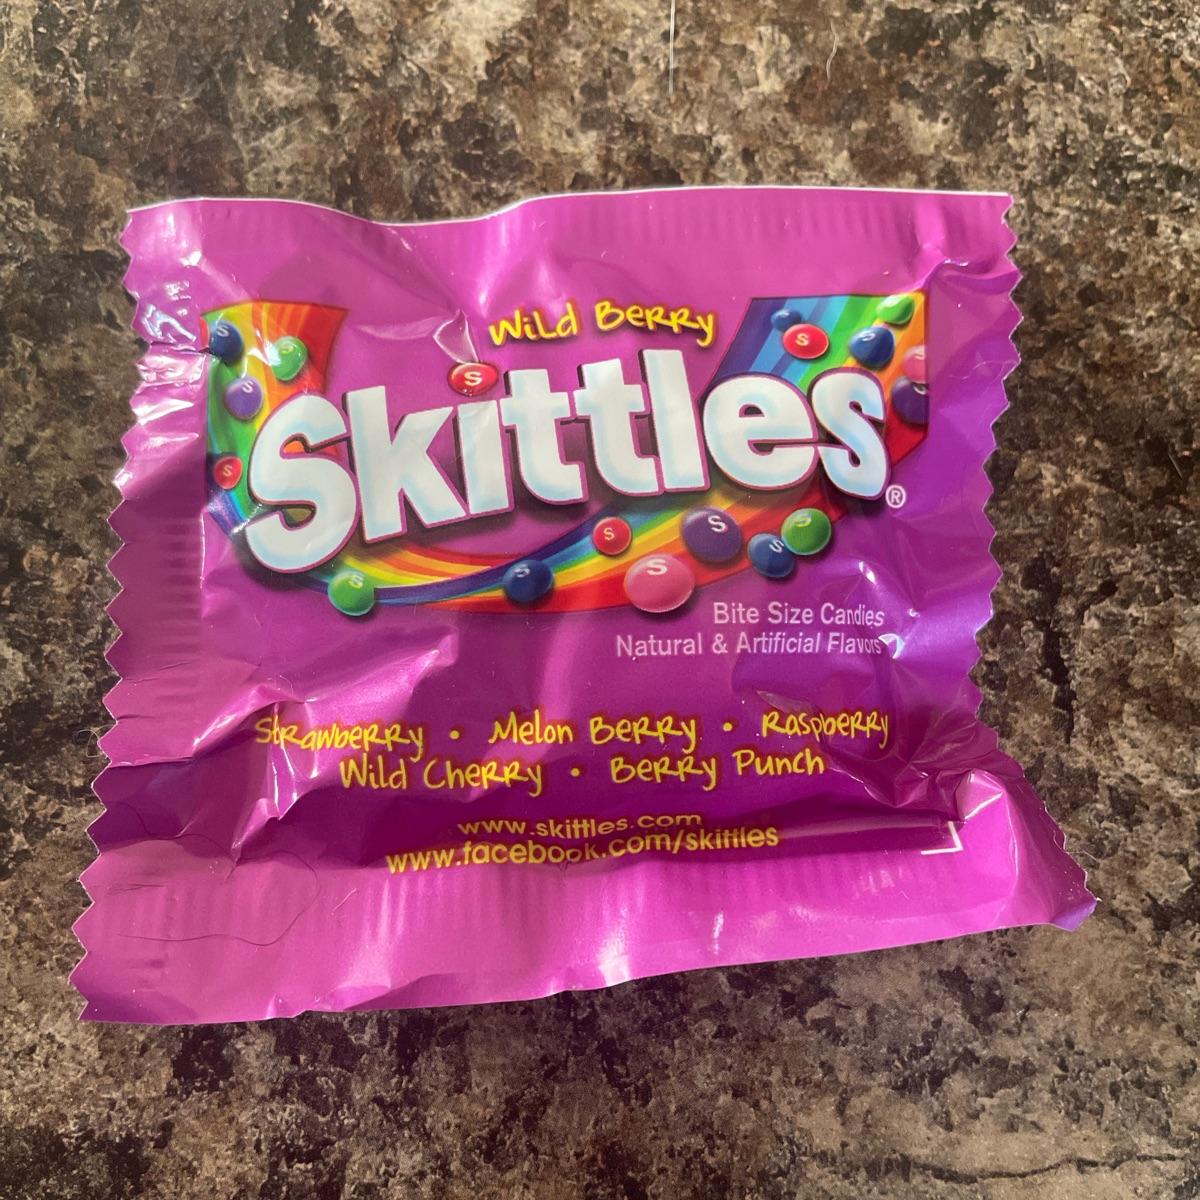 Wild Berry
Skittles®
Bite Size Candies
Natural & Artificial Flavors
Strawberry • Melon Berry • Raspberry
Wild Cherry • Berry Punch
www.skittles.com
www.facebook.com/skittles